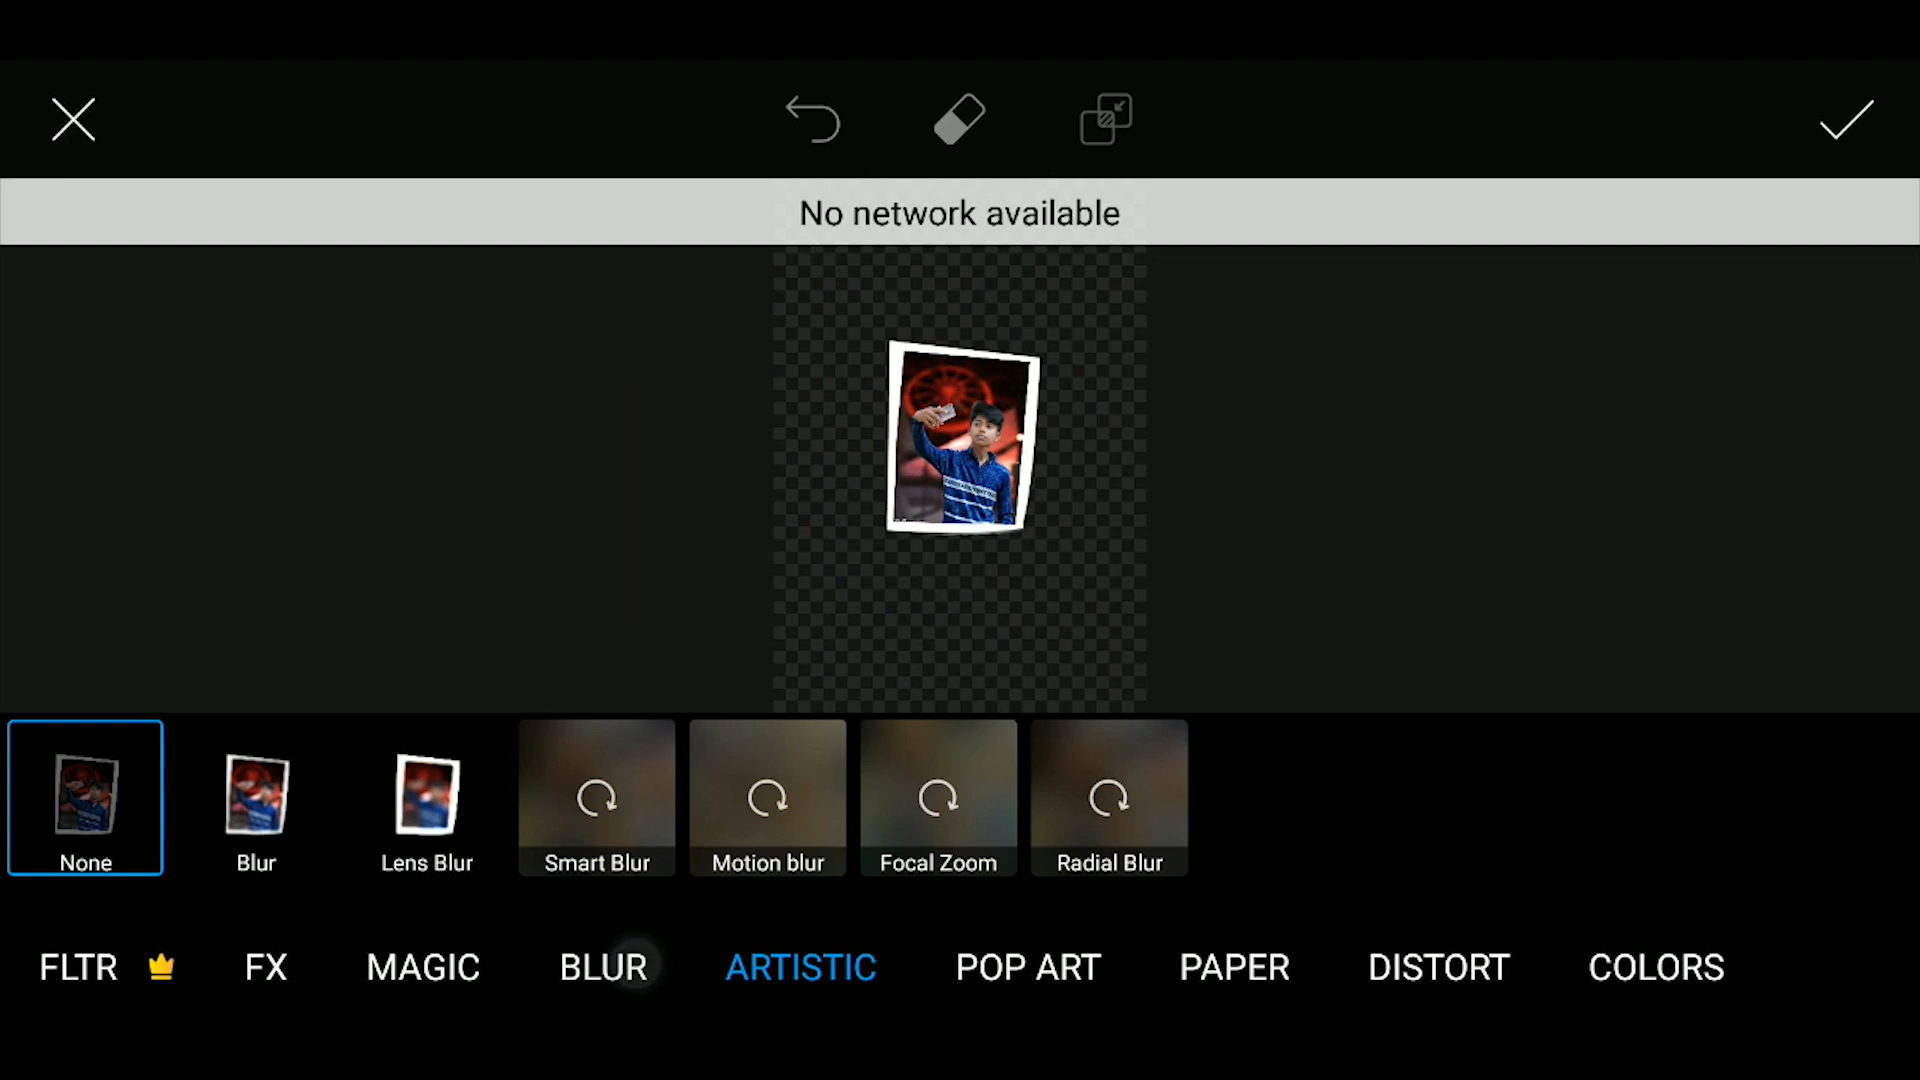 No network available
None
Blur
Lens Blur
Smart Blur
Motion blur
Focal Zoom
Radial Blur
FLTR FX MAGIC BLUR ARTISTIC POP ART PAPER DISTORT COLORS